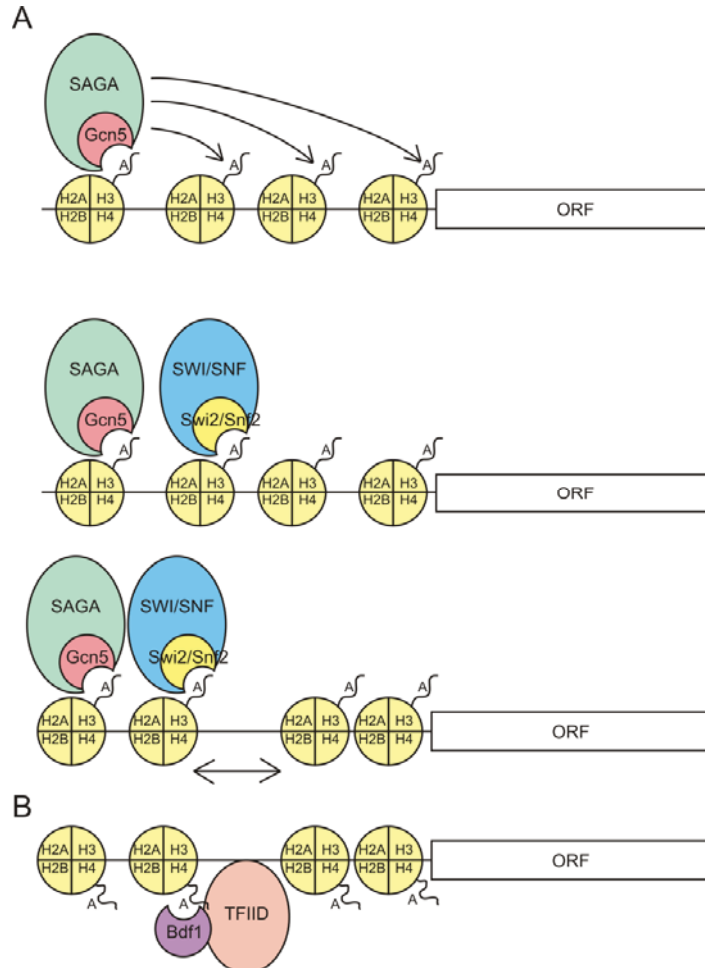 A
SAGA
Gcn5
A A A A
H2A H3 H2A H3 H2A H3 H2A H3
H2B H4 H2B H4 H2B H4 H2B H4
ORF
SAGA SWI/SNF
Gcn5 Swi2/Snf2
A A A A
H2A H3 H2A H3 H2A H3 H2A H3
H2B H4 H2B H4 H2B H4 H2B H4
ORF
SAGA SWI/SNF
Gcn5 Swi2/Snf2
A A A A
H2A H3 H2A H3 H2A H3 H2A H3
H2B H4 H2B H4 H2B H4 H2B H4
ORF
B
H2A H3 H2A H3 H2A H3 H2A H3
H2B H4 H2B H4 H2B H4 H2B H4
ORF
A A A A
Bdf1 TFIID